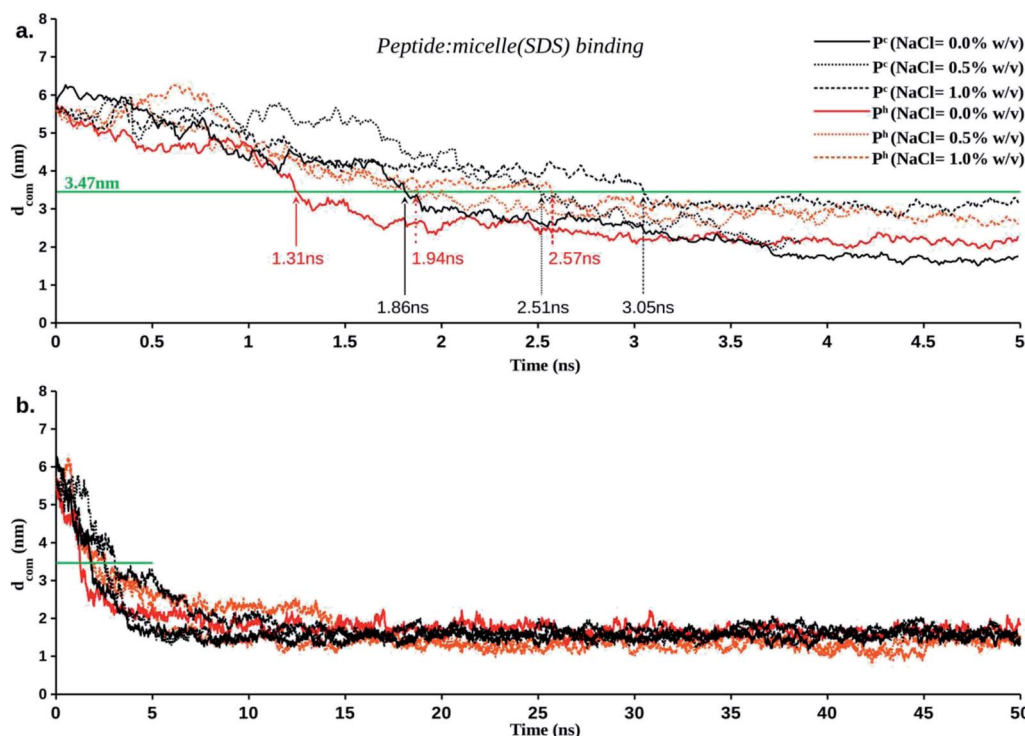 a.
Peptide:micelle(SDS) binding
Pᶜ (NaCl= 0.0% w/v)
Pᶜ (NaCl= 0.5% w/v)
Pᶜ (NaCl= 1.0% w/v)
Pʰ (NaCl= 0.0% w/v)
Pʰ (NaCl= 0.5% w/v)
Pʰ (NaCl= 1.0% w/v)
8
7
6
5
4
3
2
1
0
d_com (nm)
3.47nm
1.31ns
1.94ns
2.57ns
1.86ns
2.51ns
3.05ns
0 0.5 1 1.5 2 2.5 3 3.5 4 4.5 5
Time (ns)
b.
8
7
6
5
4
3
2
1
0
d_com (nm)
0 5 10 15 20 25 30 35 40 45 50
Time (ns)